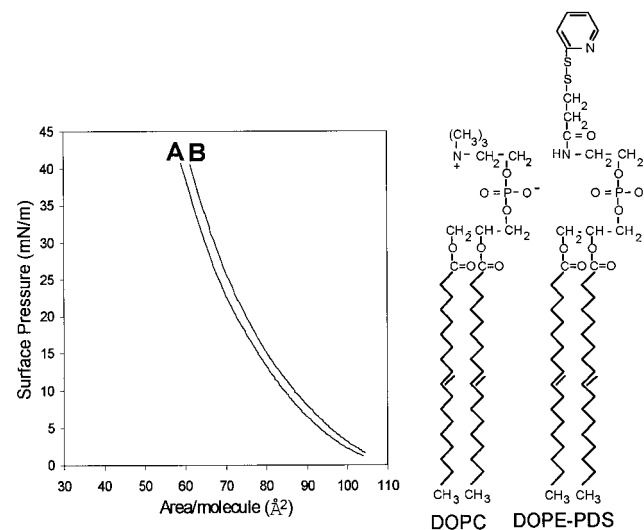 45
40
35
30
25
20
15
10
5
0
Surface Pressure (mN/m)
A B
30 40 50 60 70 80 90 100 110
Area/molecule (Å²)
(CH₃)₃
N CH₂ CH₂
+
O
O=P-O⁻
O
CH₂ CH CH₂
O O
C=O C=O
CH₃ CH₃
DOPC
N
S
S
CH₂
CH₂
C=O
HN CH₂ CH₂
O
O=P-O
O
CH₂ CH CH₂
O O
C=O C=O
CH₃ CH₃
DOPE-PDS